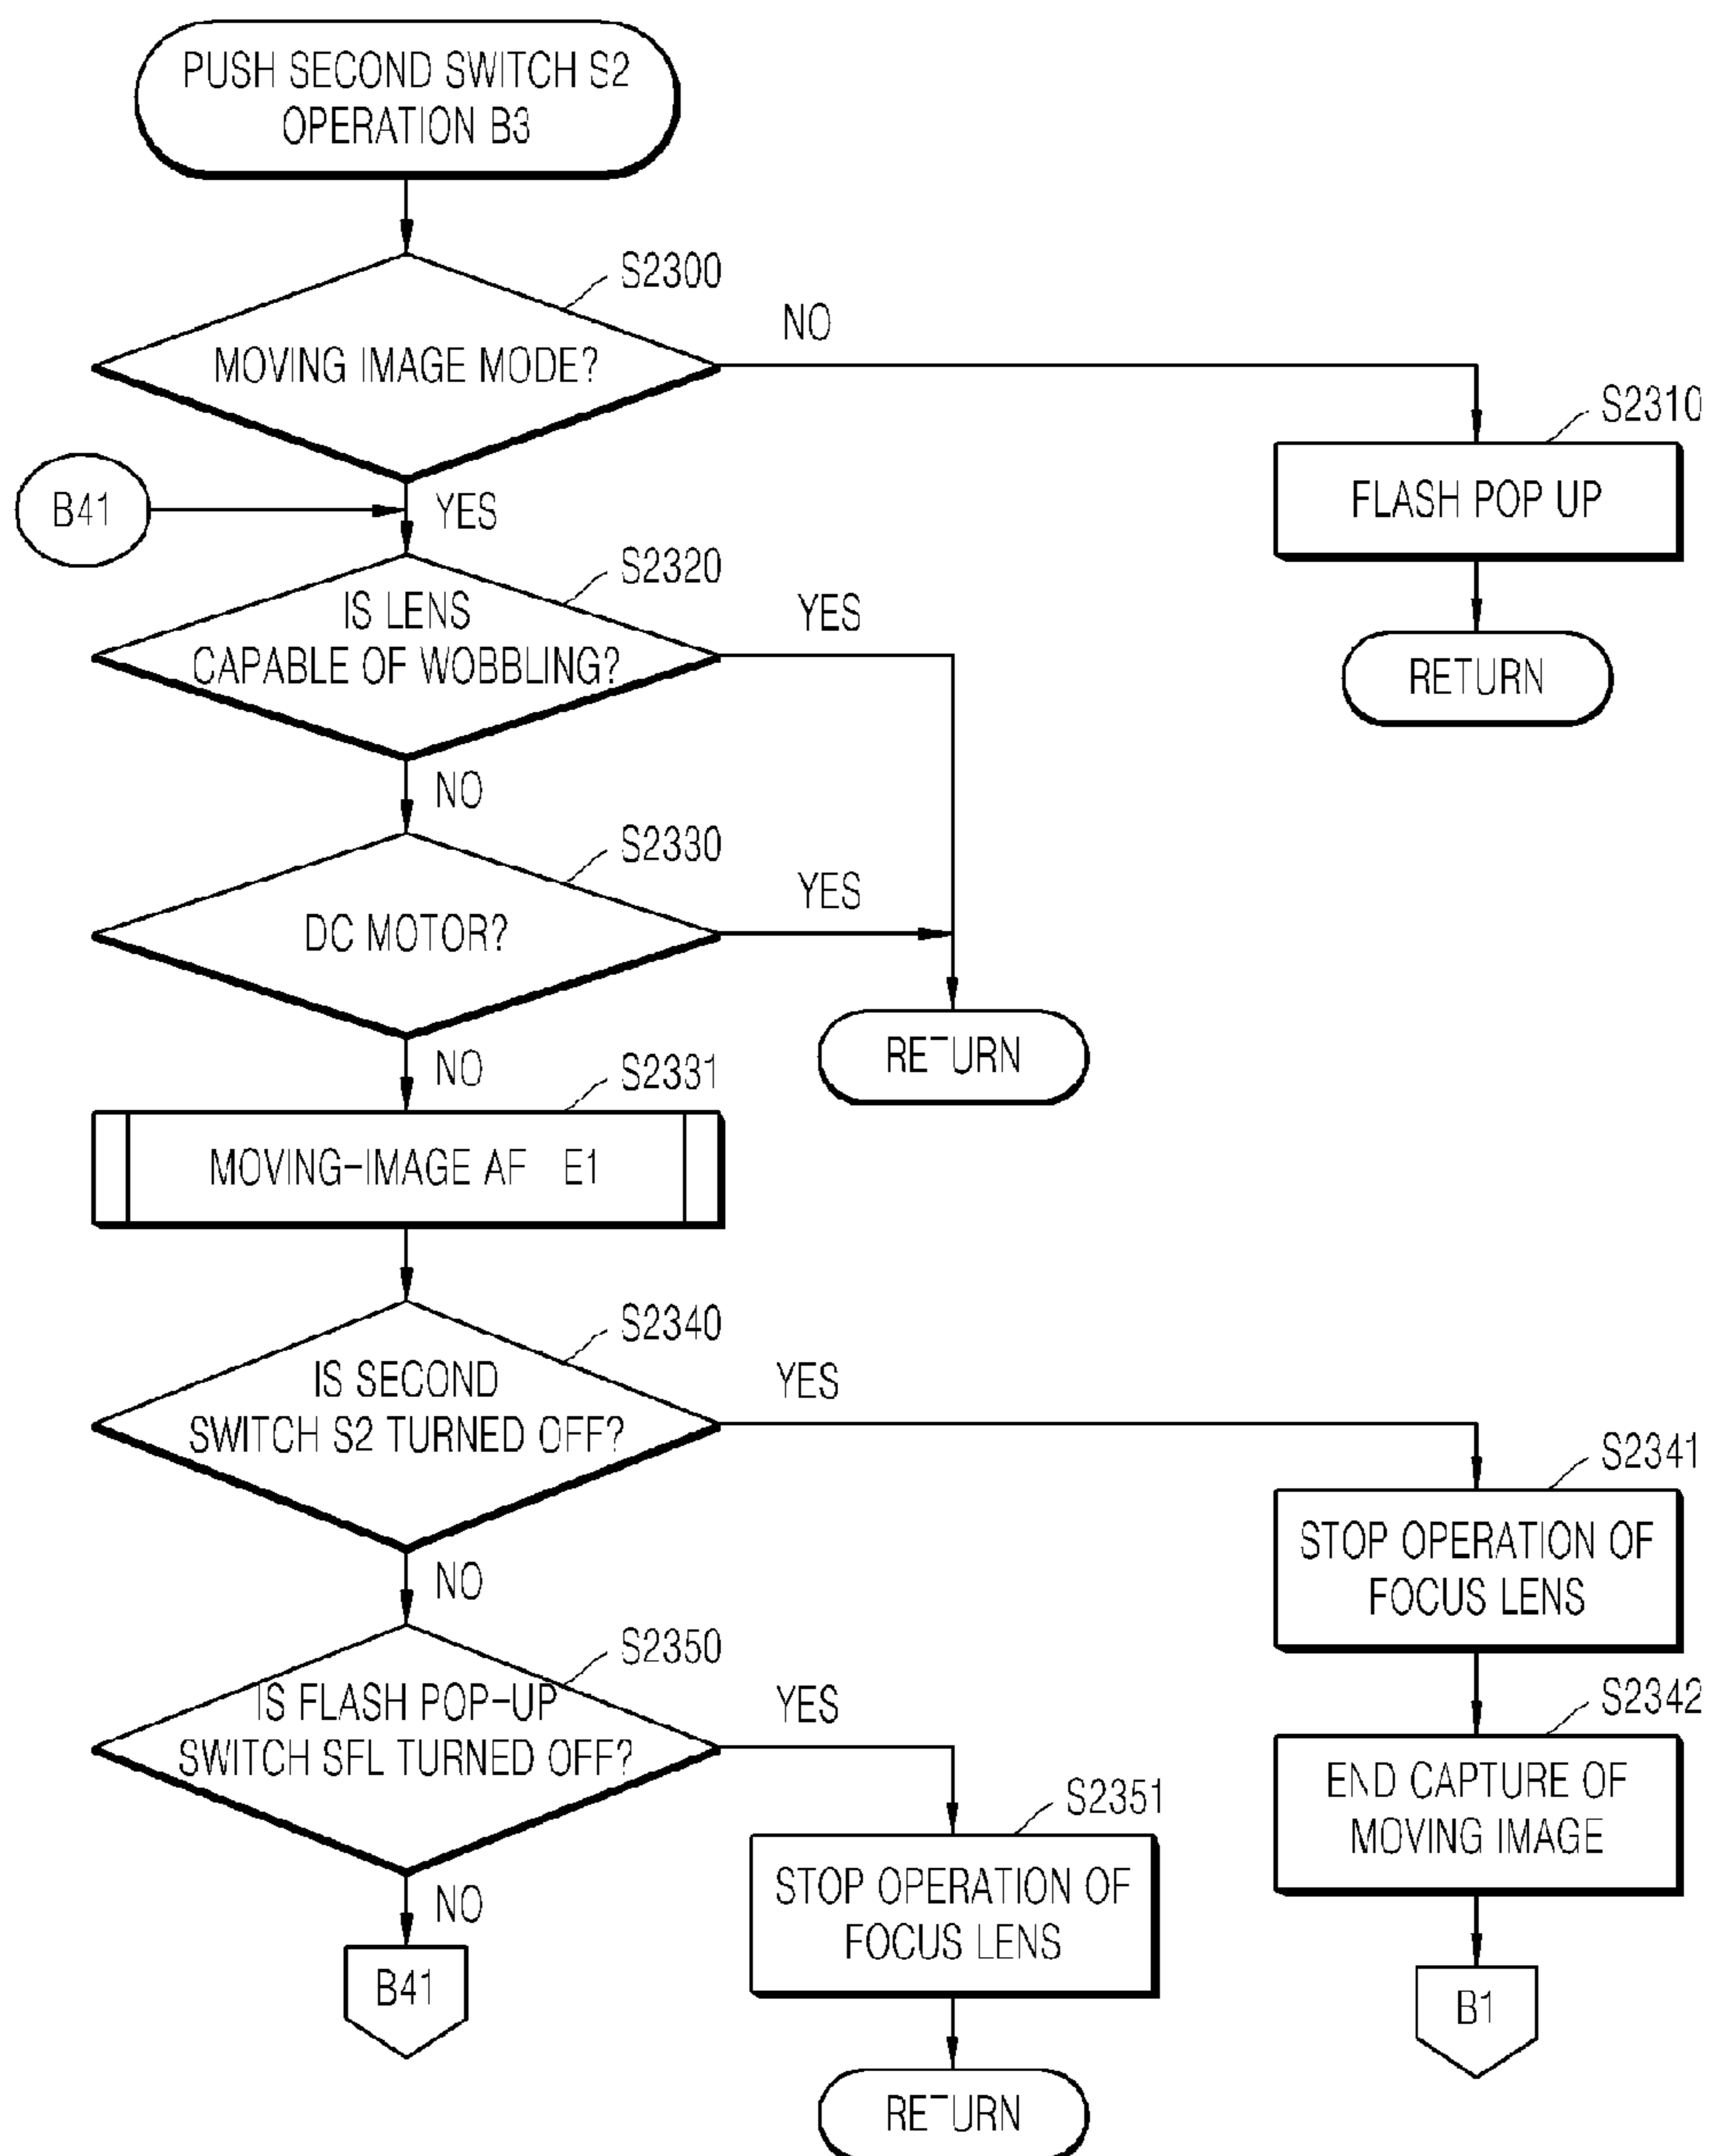 PUSH SECOND SWITCH S2
OPERATION B3
S2300
MOVING IMAGE MODE?
NO
S2310
FLASH POP UP
RETURN
B41
YES
S2320
IS LENS
CAPABLE OF WOBBLING?
YES
NO
S2330
DC MOTOR?
YES
RETURN
NO
S2331
MOVING-IMAGE AF E1
S2340
IS SECOND
SWITCH S2 TURNED OFF?
YES
S2341
STOP OPERATION OF
FOCUS LENS
S2342
END CAPTURE OF
MOVING IMAGE
B1
NO
S2350
IS FLASH POP-UP
SWITCH SFL TURNED OFF?
YES
S2351
STOP OPERATION OF
FOCUS LENS
RETURN
NO
B41